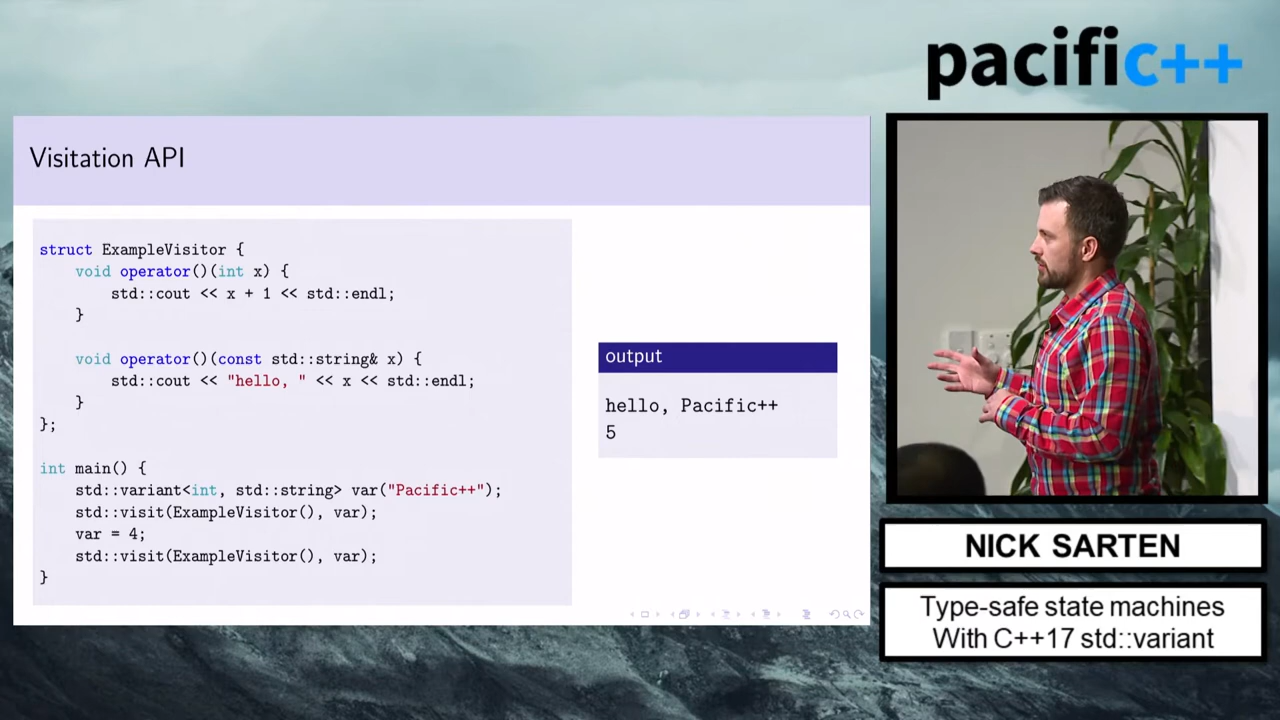 pacific++
Visitation API
struct ExampleVisitor {
    void operator()(int x) {
        std::cout << x + 1 << std::endl;
    }
    void operator()(const std::string& x) {
        std::cout << "hello, " << x << std::endl;
    }
};
int main() {
    std::variant<int, std::string> var("Pacific++");
    std::visit(ExampleVisitor(), var);
    var = 4;
    std::visit(ExampleVisitor(), var);
}
output
hello, Pacific++
5
NICK SARTEN
Type-safe state machines
With C++17 std::variant